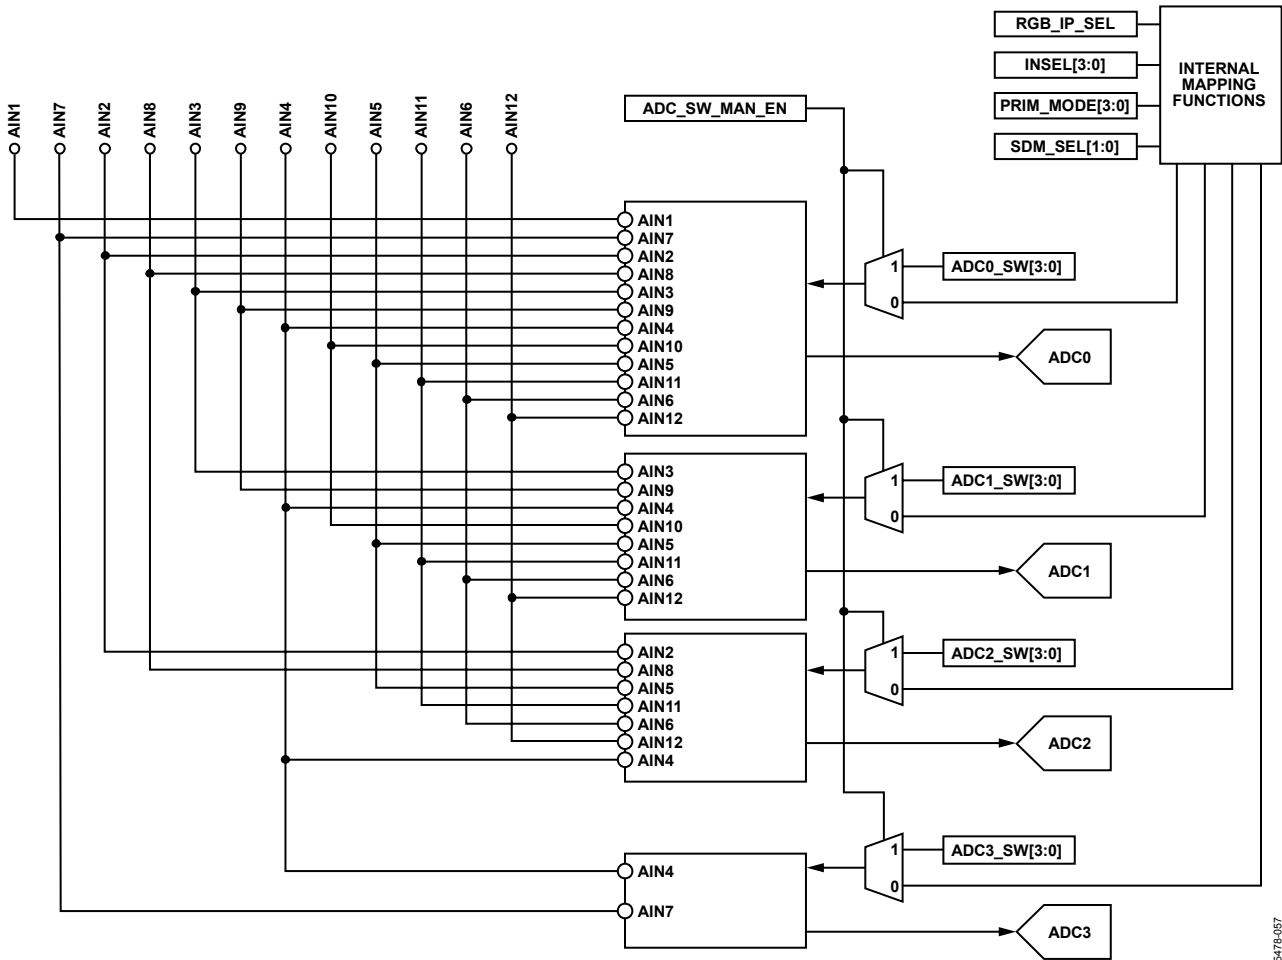 RGB_IP_SEL
INSEL[3:0]
PRIM_MODE[3:0]
SDM_SEL[1:0]
INTERNAL
MAPPING
FUNCTIONS
AIN1
AIN7
AIN2
AIN8
AIN3
AIN9
AIN4
AIN10
AIN5
AIN11
AIN6
AIN12
ADC_SW_MAN_EN
AIN1
AIN7
AIN2
AIN8
AIN3
AIN9
AIN4
AIN10
AIN5
AIN11
AIN6
AIN12
1
0
ADC0_SW[3:0]
ADC0
AIN3
AIN9
AIN4
AIN10
AIN5
AIN11
AIN6
AIN12
1
0
ADC1_SW[3:0]
ADC1
AIN2
AIN8
AIN5
AIN11
AIN6
AIN12
AIN4
1
0
ADC2_SW[3:0]
ADC2
AIN4
AIN7
1
0
ADC3_SW[3:0]
ADC3